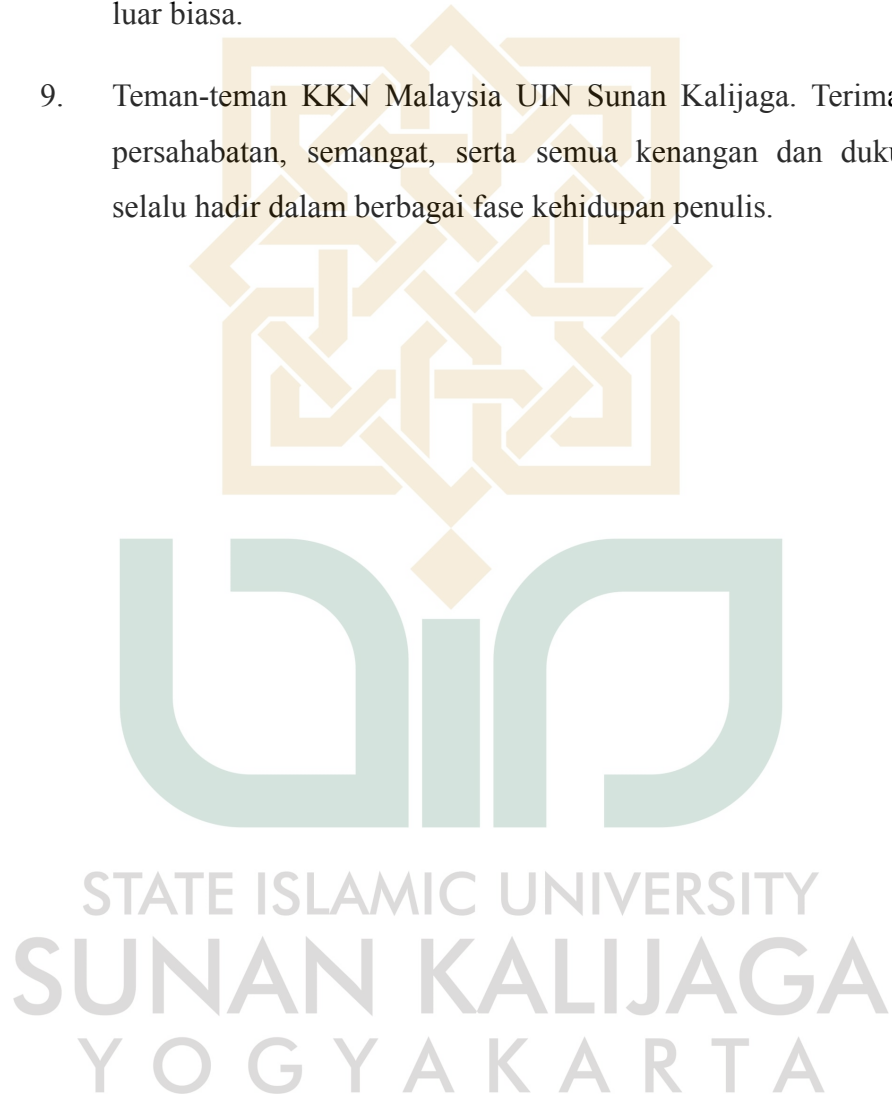 luar biasa.
9. Teman-teman KKN Malaysia UIN Sunan Kalijaga. Terima
persahabatan, semangat, serta semua kenangan dan duku
selalu hadir dalam berbagai fase kehidupan penulis.
uin
STATE ISLAMIC UNIVERSITY
SUNAN KALIJAGA
YOGYAKARTA